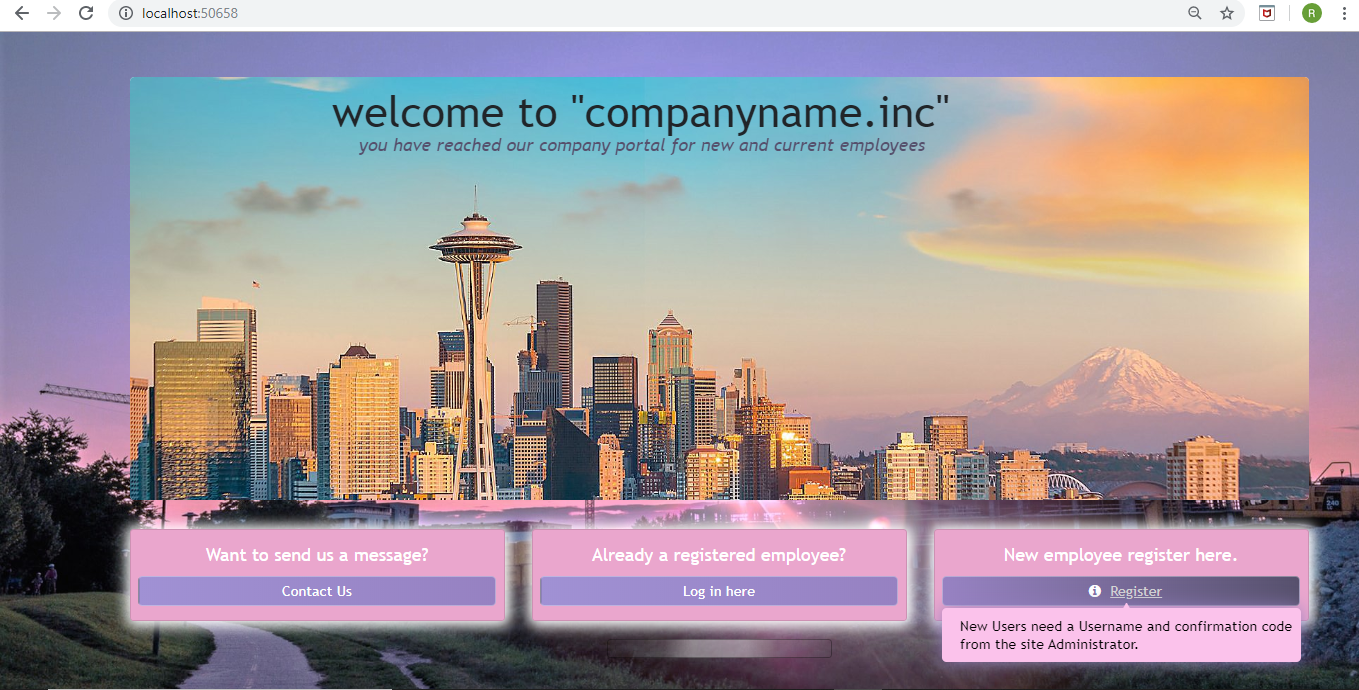 localhost:50658
R
welcome to "companyname.inc"
you have reached our company portal for new and current employees
Want to send us a message?
Contact Us
Already a registered employee?
Log in here
New employee register here.
Register
New Users need a Username and confirmation code
from the site Administrator.